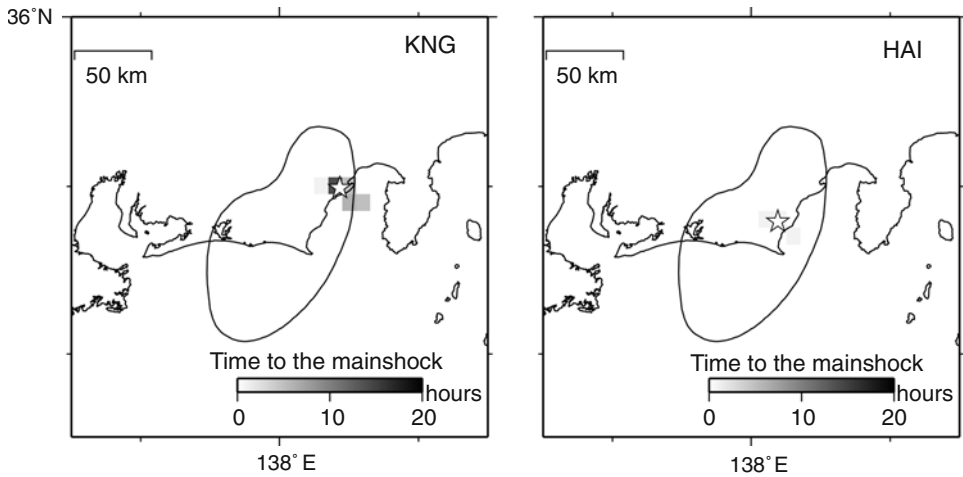 36°N
KNG
50 km
Time to the mainshock
hours
0 10 20
138°E
HAI
50 km
Time to the mainshock
hours
0 10 20
138°E